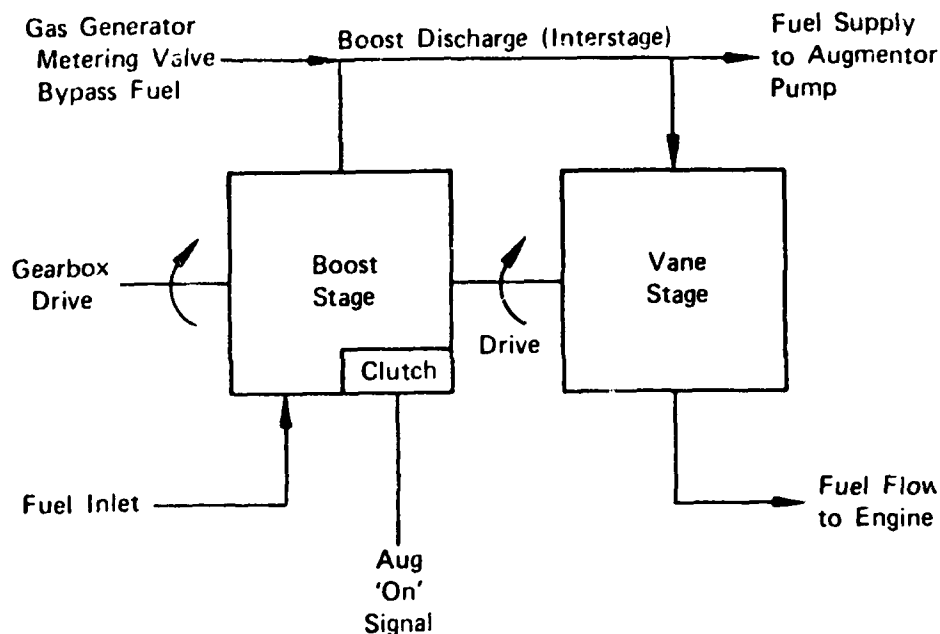 Gas Generator
Metering Valve
Bypass Fuel
Boost Discharge (Interstage)
Fuel Supply
to Augmentor
Pump
Gearbox
Drive
Boost
Stage
Clutch
Drive
Vane
Stage
Fuel Inlet
Aug
'On'
Signal
Fuel Flow
to Engine